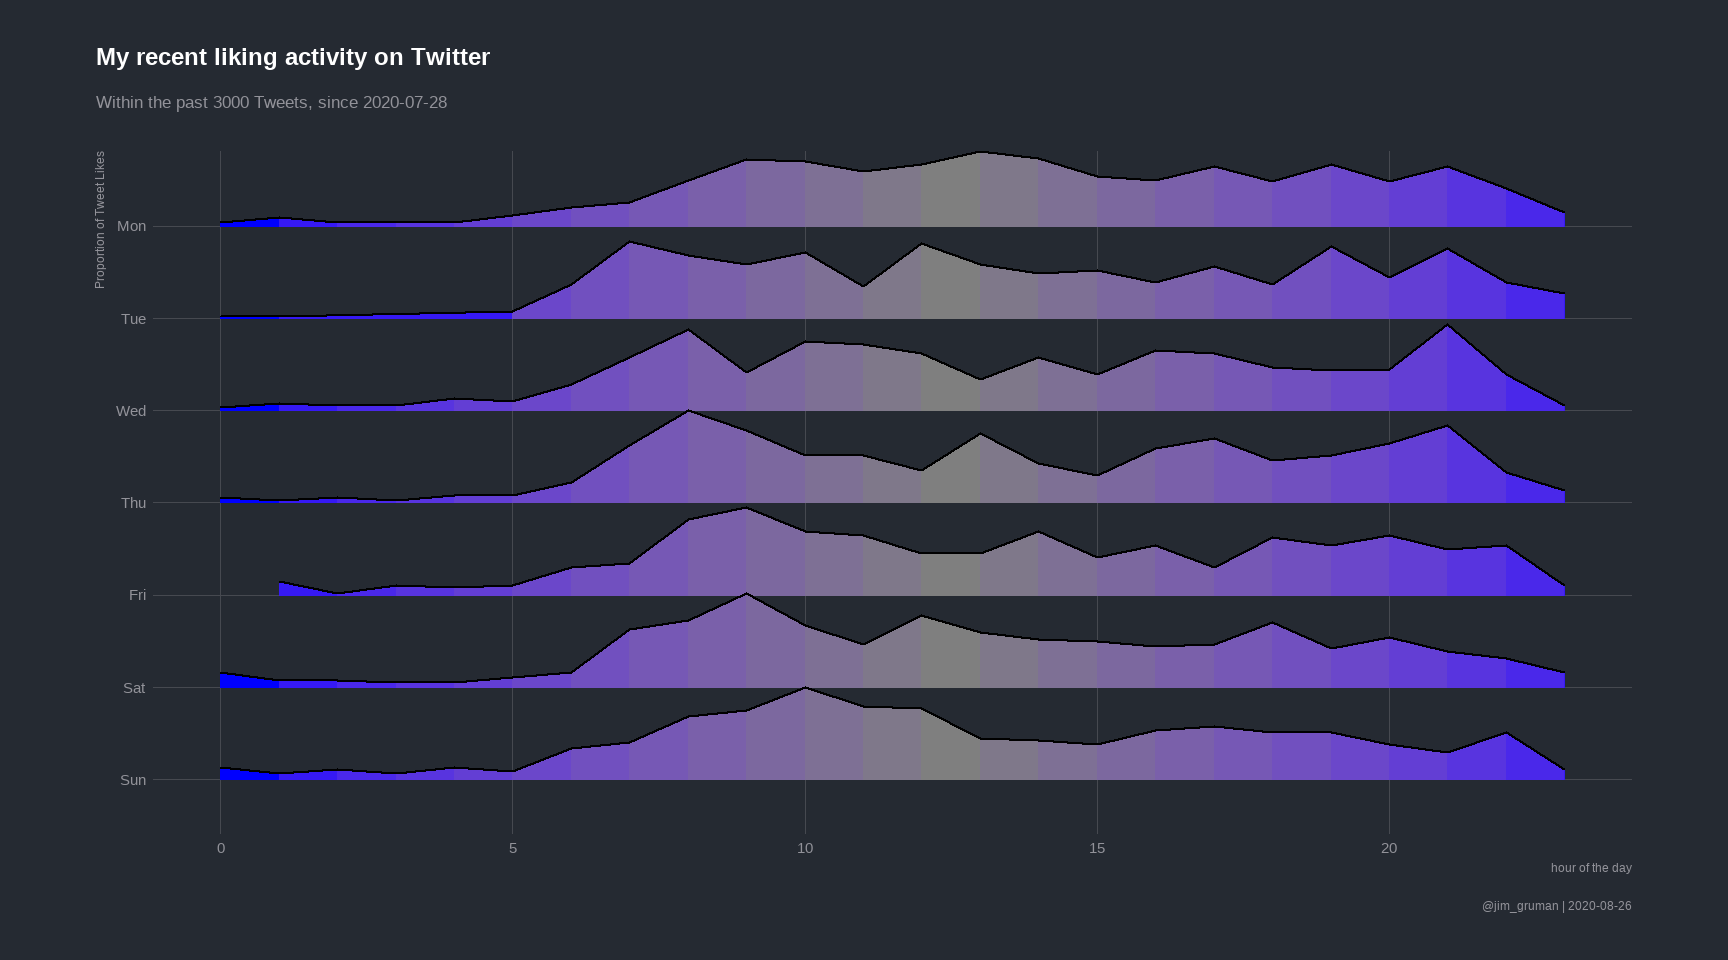 My recent liking activity on Twitter
Within the past 3000 Tweets, since 2020-07-28
Proportion of Tweet Likes
Mon
Tue
Wed
Thu
Fri
Sat
Sun
0 5 10 15 20
hour of the day
@jim_gruman | 2020-08-26